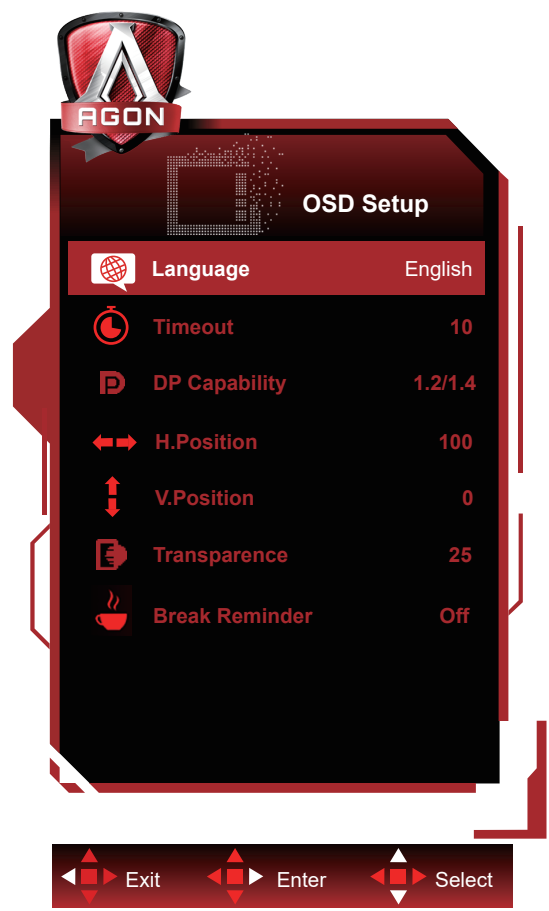 AGON
OSD Setup
Language English
Timeout 10
DP Capability 1.2/1.4
H.Position 100
V.Position 0
Transparence 25
Break Reminder Off
Exit Enter Select